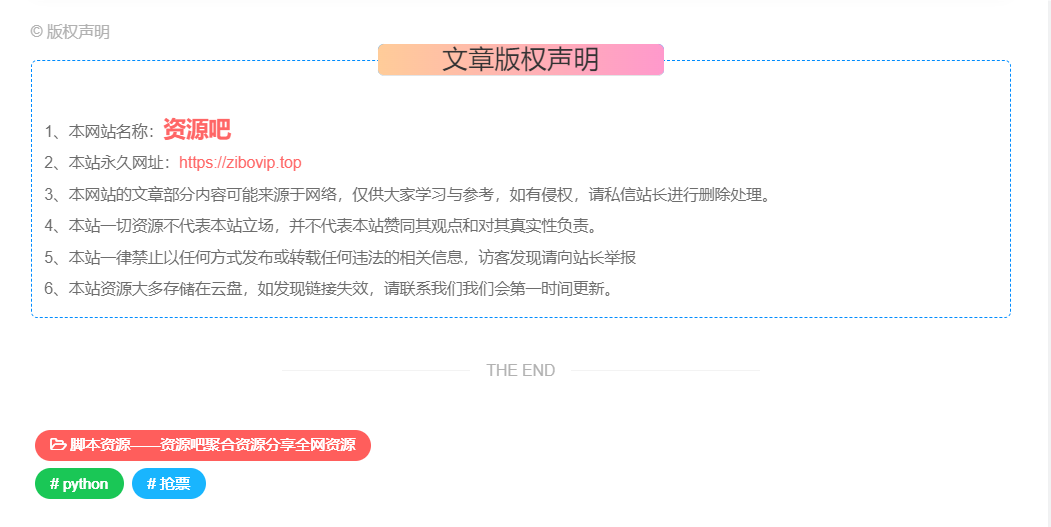 © 版权声明
文章版权声明
1、本网站名称：资源吧
2、本站永久网址：https://zibovip.top
3、本网站的文章部分内容可能来源于网络，仅供大家学习与参考，如有侵权，请私信站长进行删除处理。
4、本站一切资源不代表本站立场，并不代表本站赞同其观点和对其真实性负责。
5、本站一律禁止以任何方式发布或转载任何违法的相关信息，访客发现请向站长举报
6、本站资源大多存储在云盘，如发现链接失效，请联系我们我们会第一时间更新。
THE END
脚本资源——资源吧聚合资源分享全网资源
# python # 抢票